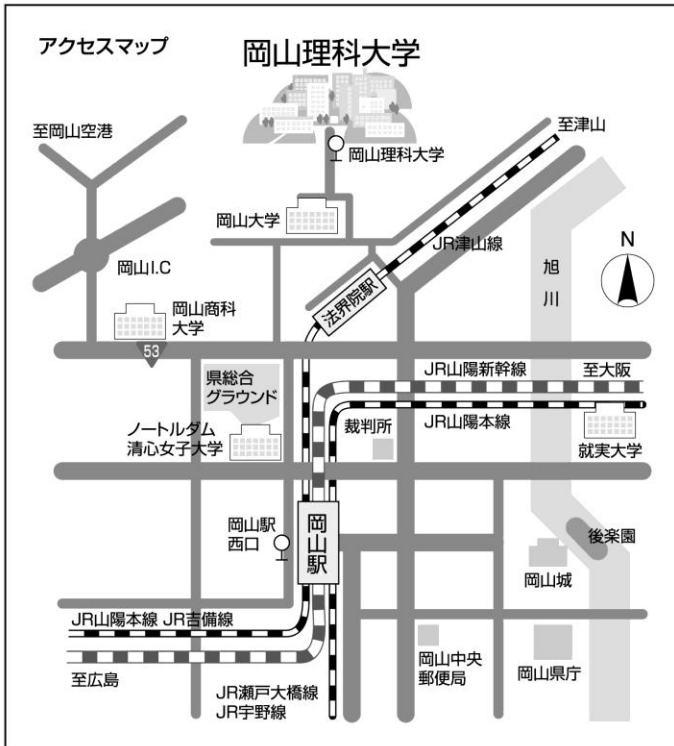 アクセスマップ
岡山理科大学
至岡山空港
至津山
岡山理科大学
岡山大学
JR津山線
旭川
N
岡山I.C
法界院駅
岡山商科
大学
53
県総合
グラウンド
JR山陽新幹線
至大阪
JR山陽本線
裁判所
ノートルダム
清心女子大学
就実大学
岡山駅
西口
岡山駅
後楽園
岡山城
JR山陽本線 JR吉備線
至広島
岡山中央
郵便局
岡山県庁
JR瀬戸大橋線
JR宇野線